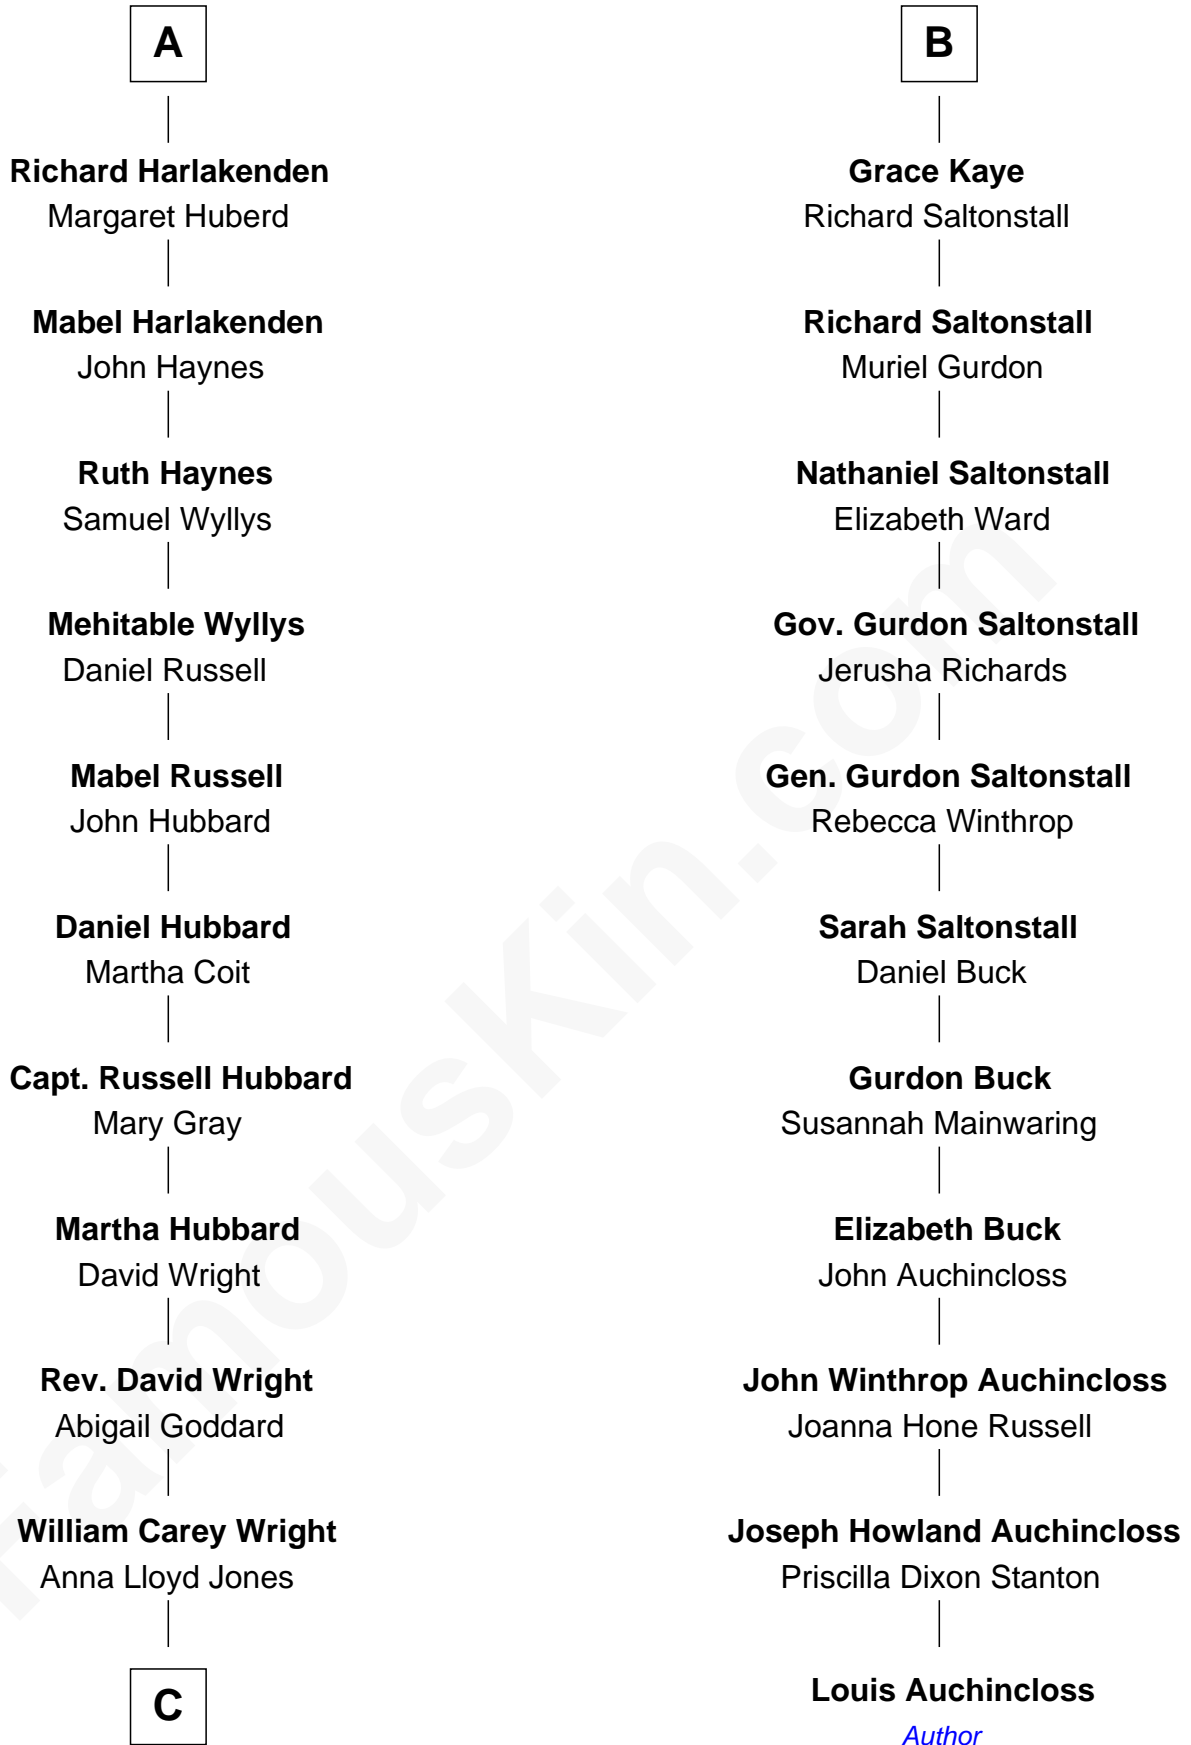 A
Richard Harlakenden
Margaret Huberd
Mabel Harlakenden
John Haynes
Ruth Haynes
Samuel Wyllys
Mehitable Wyllys
Daniel Russell
Mabel Russell
John Hubbard
Daniel Hubbard
Martha Coit
Capt. Russell Hubbard
Mary Gray
Martha Hubbard
David Wright
Rev. David Wright
Abigail Goddard
William Carey Wright
Anna Lloyd Jones
C
B
Grace Kaye
Richard Saltonstall
Richard Saltonstall
Muriel Gurdon
Nathaniel Saltonstall
Elizabeth Ward
Gov. Gurdon Saltonstall
Jerusha Richards
Gen. Gurdon Saltonstall
Rebecca Winthrop
Sarah Saltonstall
Daniel Buck
Gurdon Buck
Susannah Mainwaring
Elizabeth Buck
John Auchincloss
John Winthrop Auchincloss
Joanna Hone Russell
Joseph Howland Auchincloss
Priscilla Dixon Stanton
Louis Auchincloss
Author
FamousKin.com